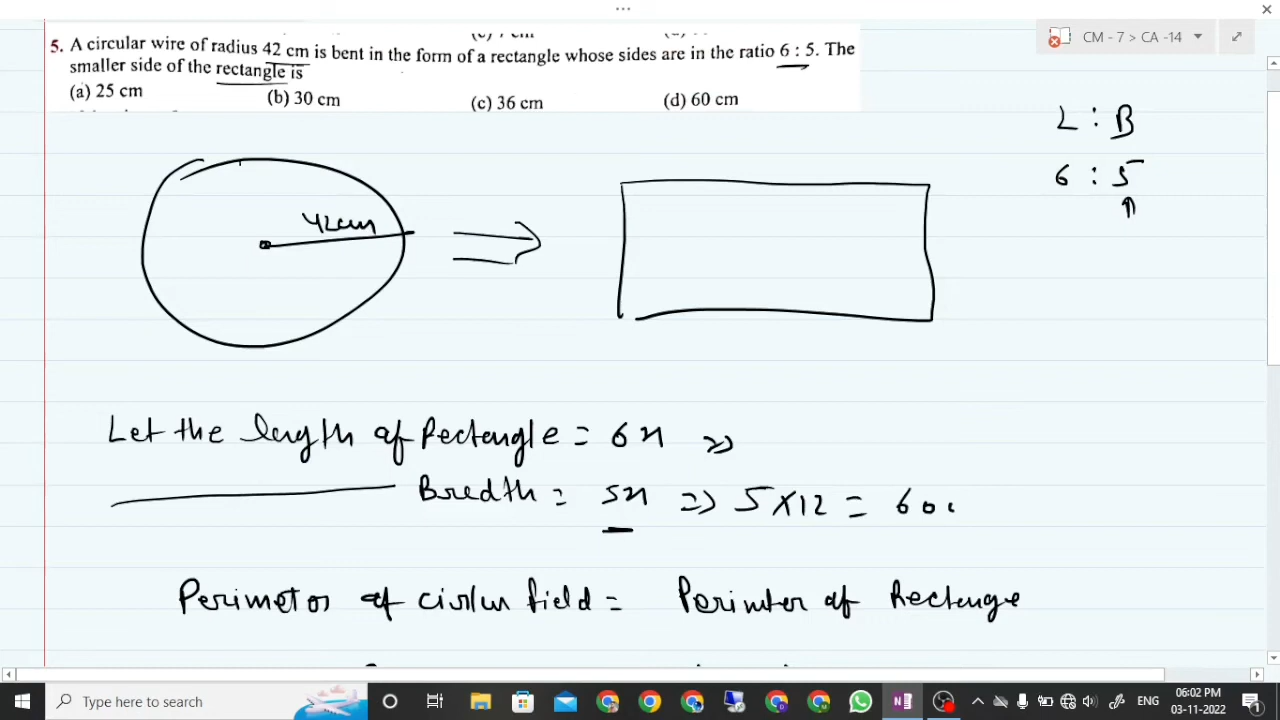 CM - 7 > CA -14
5. A circular wire of radius 42 cm is bent in the form of a rectangle whose sides are in the ratio 6 : 5. The
smaller side of the rectangle is
(a) 25 cm
(b) 30 cm
(c) 36 cm
(d) 60 cm
L : B
6 : 5
42cm
Let the length of Rectangle = 6x =>
Bredth = 5x => 5 X 12 = 60
Perimeter of circular field = Perimter of Rectange
Type here to search
ENG
06:02 PM
03-11-2022